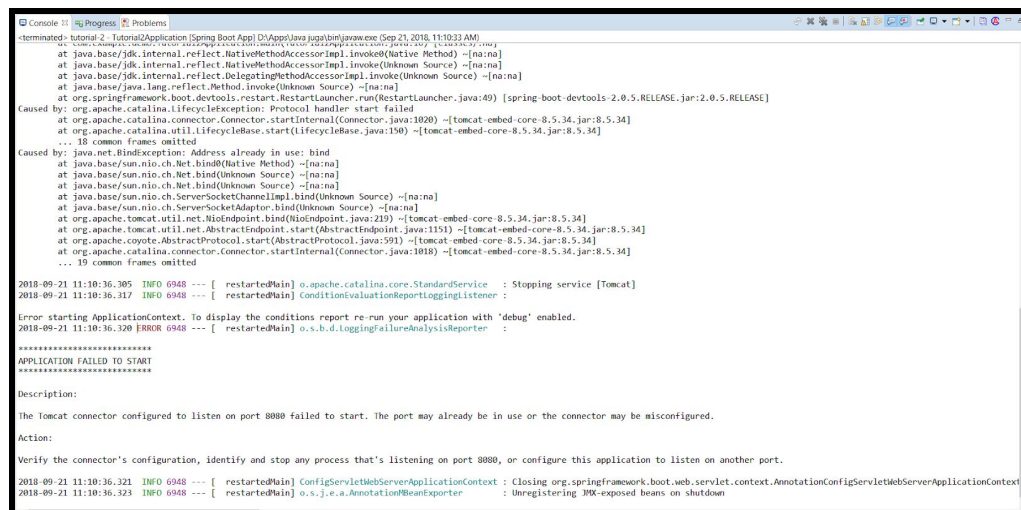 Console Progress Problems
<terminated> tutorial-2 - Tutorial2Application [Spring Boot App] D:\Apps\Java juga\bin\javaw.exe (Sep 21, 2018, 11:10:33 AM)
at com.example.demo.Tutorial2Application.main(Tutorial2Application.java:10) [classes/:na]
at java.base/jdk.internal.reflect.NativeMethodAccessorImpl.invoke0(Native Method) ~[na:na]
at java.base/jdk.internal.reflect.NativeMethodAccessorImpl.invoke(Unknown Source) ~[na:na]
at java.base/jdk.internal.reflect.DelegatingMethodAccessorImpl.invoke(Unknown Source) ~[na:na]
at java.base/java.lang.reflect.Method.invoke(Unknown Source) ~[na:na]
at org.springframework.boot.devtools.restart.RestartLauncher.run(RestartLauncher.java:49) [spring-boot-devtools-2.0.5.RELEASE.jar:2.0.5.RELEASE]
Caused by: org.apache.catalina.LifecycleException: Protocol handler start failed
at org.apache.catalina.connector.Connector.startInternal(Connector.java:1020) ~[tomcat-embed-core-8.5.34.jar:8.5.34]
at org.apache.catalina.util.LifecycleBase.start(LifecycleBase.java:150) ~[tomcat-embed-core-8.5.34.jar:8.5.34]
... 18 common frames omitted
Caused by: java.net.BindException: Address already in use: bind
at java.base/sun.nio.ch.Net.bind0(Native Method) ~[na:na]
at java.base/sun.nio.ch.Net.bind(Unknown Source) ~[na:na]
at java.base/sun.nio.ch.Net.bind(Unknown Source) ~[na:na]
at java.base/sun.nio.ch.ServerSocketChannelImpl.bind(Unknown Source) ~[na:na]
at java.base/sun.nio.ch.ServerSocketAdaptor.bind(Unknown Source) ~[na:na]
at org.apache.tomcat.util.net.NioEndpoint.bind(NioEndpoint.java:219) ~[tomcat-embed-core-8.5.34.jar:8.5.34]
at org.apache.tomcat.util.net.AbstractEndpoint.start(AbstractEndpoint.java:1151) ~[tomcat-embed-core-8.5.34.jar:8.5.34]
at org.apache.coyote.AbstractProtocol.start(AbstractProtocol.java:591) ~[tomcat-embed-core-8.5.34.jar:8.5.34]
at org.apache.catalina.connector.Connector.startInternal(Connector.java:1018) ~[tomcat-embed-core-8.5.34.jar:8.5.34]
... 19 common frames omitted
2018-09-21 11:10:36.305 INFO 6948 --- [ restartedMain] o.apache.catalina.core.StandardService : Stopping service [Tomcat]
2018-09-21 11:10:36.317 INFO 6948 --- [ restartedMain] ConditionEvaluationReportLoggingListener :
Error starting ApplicationContext. To display the conditions report re-run your application with 'debug' enabled.
2018-09-21 11:10:36.320 ERROR 6948 --- [ restartedMain] o.s.b.d.LoggingFailureAnalysisReporter :
***************************
APPLICATION FAILED TO START
***************************
Description:
The Tomcat connector configured to listen on port 8080 failed to start. The port may already be in use or the connector may be misconfigured.
Action:
Verify the connector's configuration, identify and stop any process that's listening on port 8080, or configure this application to listen on another port.
2018-09-21 11:10:36.321 INFO 6948 --- [ restartedMain] ConfigServletWebServerApplicationContext : Closing org.springframework.boot.web.servlet.context.AnnotationConfigServletWebServerApplicationContext
2018-09-21 11:10:36.323 INFO 6948 --- [ restartedMain] o.s.j.e.a.AnnotationMBeanExporter : Unregistering JMX-exposed beans on shutdown